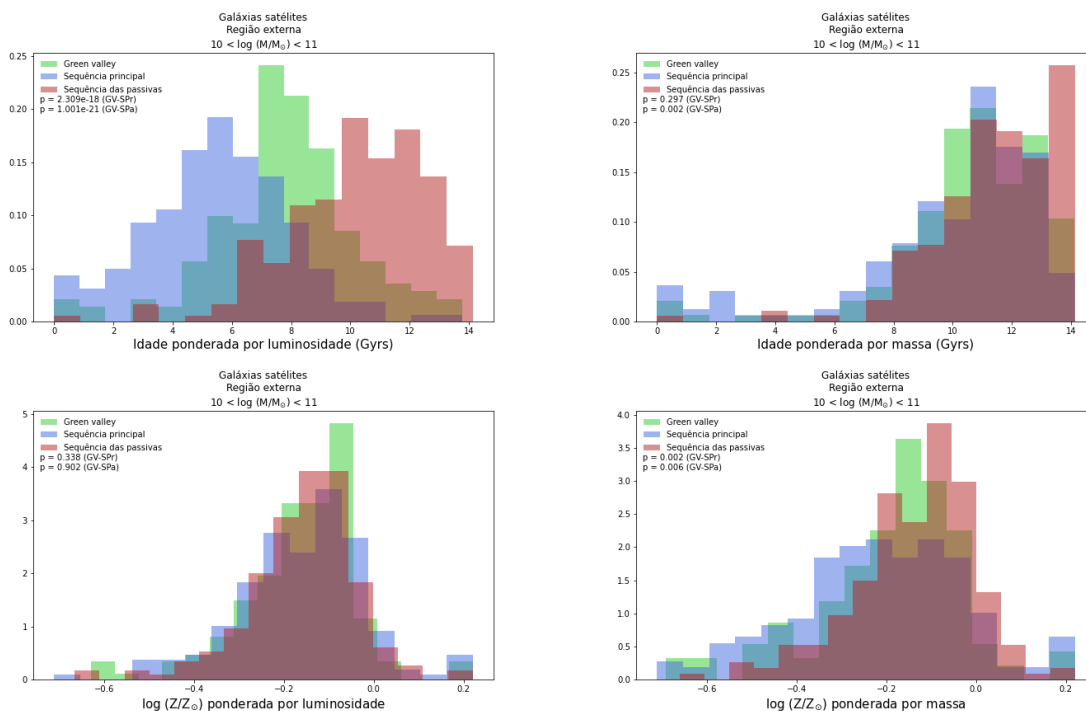 Galáxias satélites
Região externa
10 < log (M/M☉) < 11
Green valley
Sequência principal
Sequência das passivas
p = 2.309e-18 (GV-SPr)
p = 1.001e-21 (GV-SPa)
0.25
0.20
0.15
0.10
0.05
0.00
0 2 4 6 8 10 12 14
Idade ponderada por luminosidade (Gyrs)
Galáxias satélites
Região externa
10 < log (M/M☉) < 11
Green valley
Sequência principal
Sequência das passivas
p = 0.297 (GV-SPr)
p = 0.002 (GV-SPa)
0.25
0.20
0.15
0.10
0.05
0.00
0 2 4 6 8 10 12 14
Idade ponderada por massa (Gyrs)
Galáxias satélites
Região externa
10 < log (M/M☉) < 11
Green valley
Sequência principal
Sequência das passivas
p = 0.338 (GV-SPr)
p = 0.902 (GV-SPa)
5
4
3
2
1
0
−0.6 −0.4 −0.2 0.0 0.2
log (Z/Z☉) ponderada por luminosidade
Galáxias satélites
Região externa
10 < log (M/M☉) < 11
Green valley
Sequência principal
Sequência das passivas
p = 0.002 (GV-SPr)
p = 0.006 (GV-SPa)
4.0
3.5
3.0
2.5
2.0
1.5
1.0
0.5
0.0
−0.6 −0.4 −0.2 0.0 0.2
log (Z/Z☉) ponderada por massa